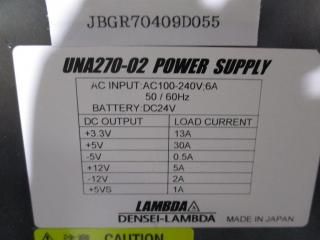 JBGR70409D055
UNA270-02 POWER SUPPLY
AC INPUT:AC100-240V;6A
50 / 60Hz
BATTERY:DC24V
DC OUTPUT LOAD CURRENT
+3.3V 13A
+5V 30A
-5V 0.5A
+12V 5A
-12V 2A
+5VS 1A
LAMBDA
DENSEI-LAMBDA MADE IN JAPAN
注意 CAUTION